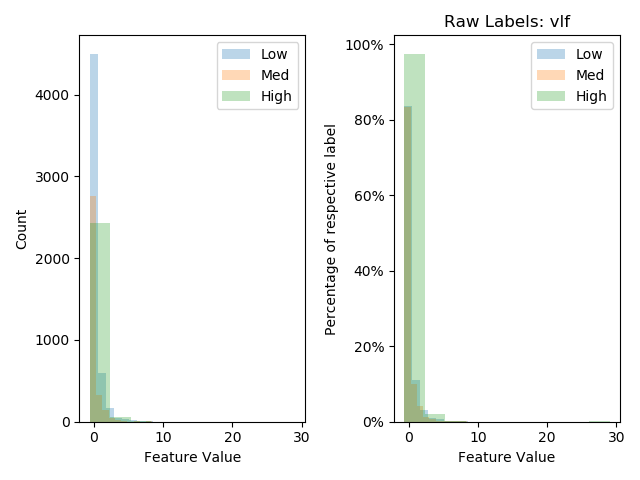 Raw Labels: vlf
Low
Med
High
Count
4000
3000
2000
1000
0
0
10
20
30
Feature Value
Low
Med
High
Percentage of respective label
100%
80%
60%
40%
20%
0%
0
10
20
30
Feature Value